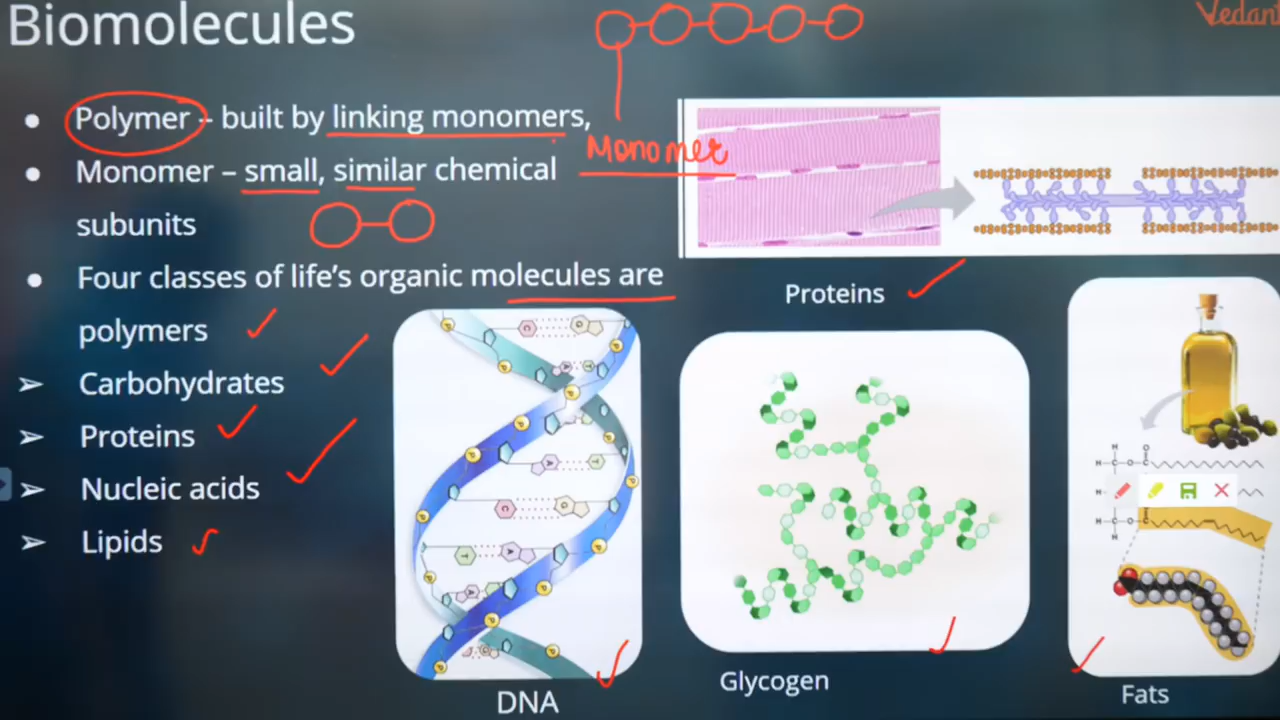 Biomolecules
Vedant
● Polymer – built by linking monomers,
Monomer
● Monomer – small, similar chemical
subunits
● Four classes of life's organic molecules are
polymers
➢ Carbohydrates
➢ Proteins
➢ Nucleic acids
➢ Lipids
Proteins
DNA
Glycogen
Fats